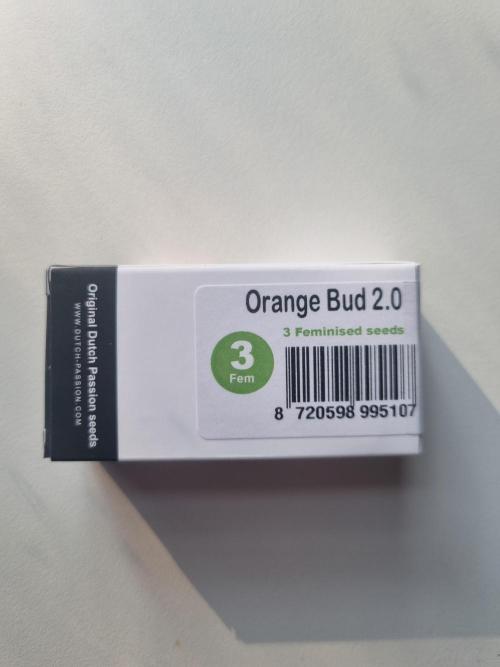 Original Dutch Passion seeds
WWW.DUTCH-PASSION.COM
Orange Bud 2.0
3 Feminised seeds
3
Fem
8 720598 995107